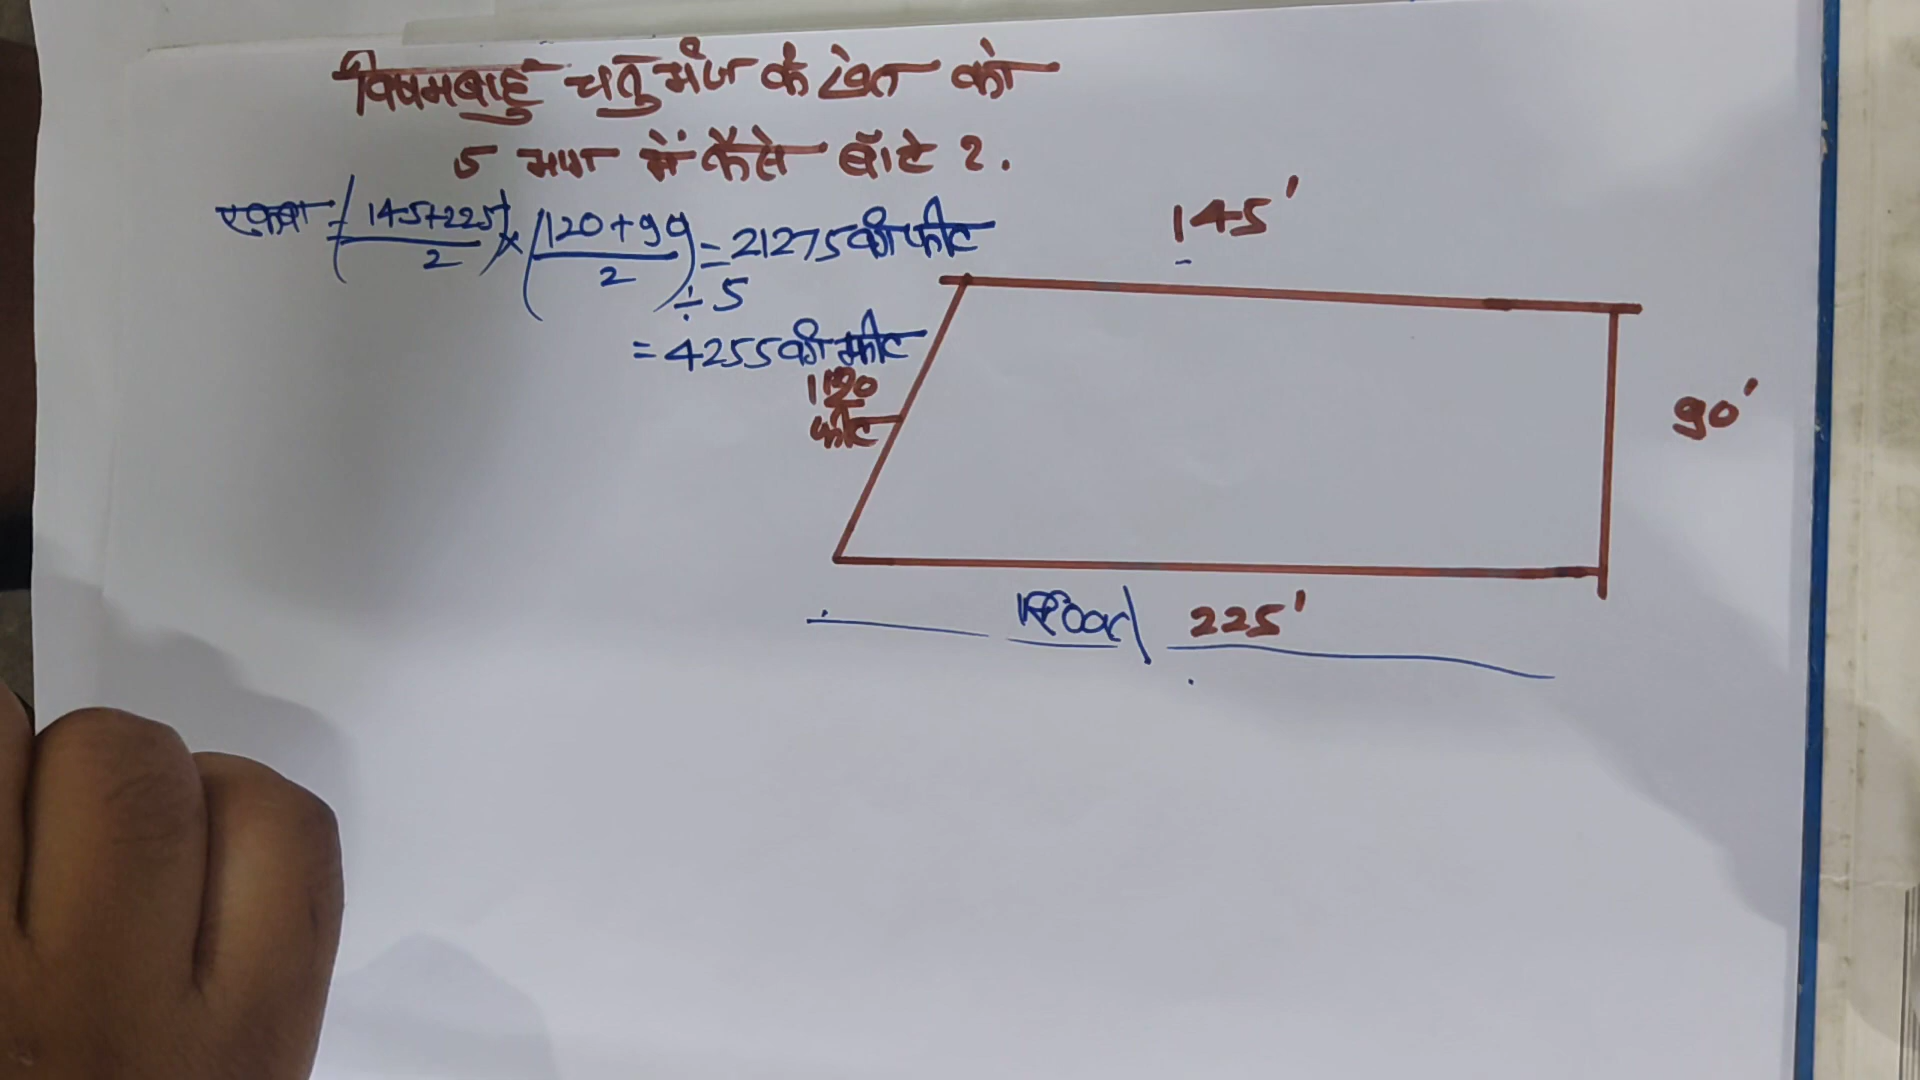 विषमबाहु चतुर्भुज के खेत को
5 भाग में कैसे बाँटे ?.
रकबा = (145+225/2) × (120+90/2) = 21275 वर्ग फीट
÷ 5
= 4255 वर्ग फीट
145'
120
फीट
90'
Road 225'